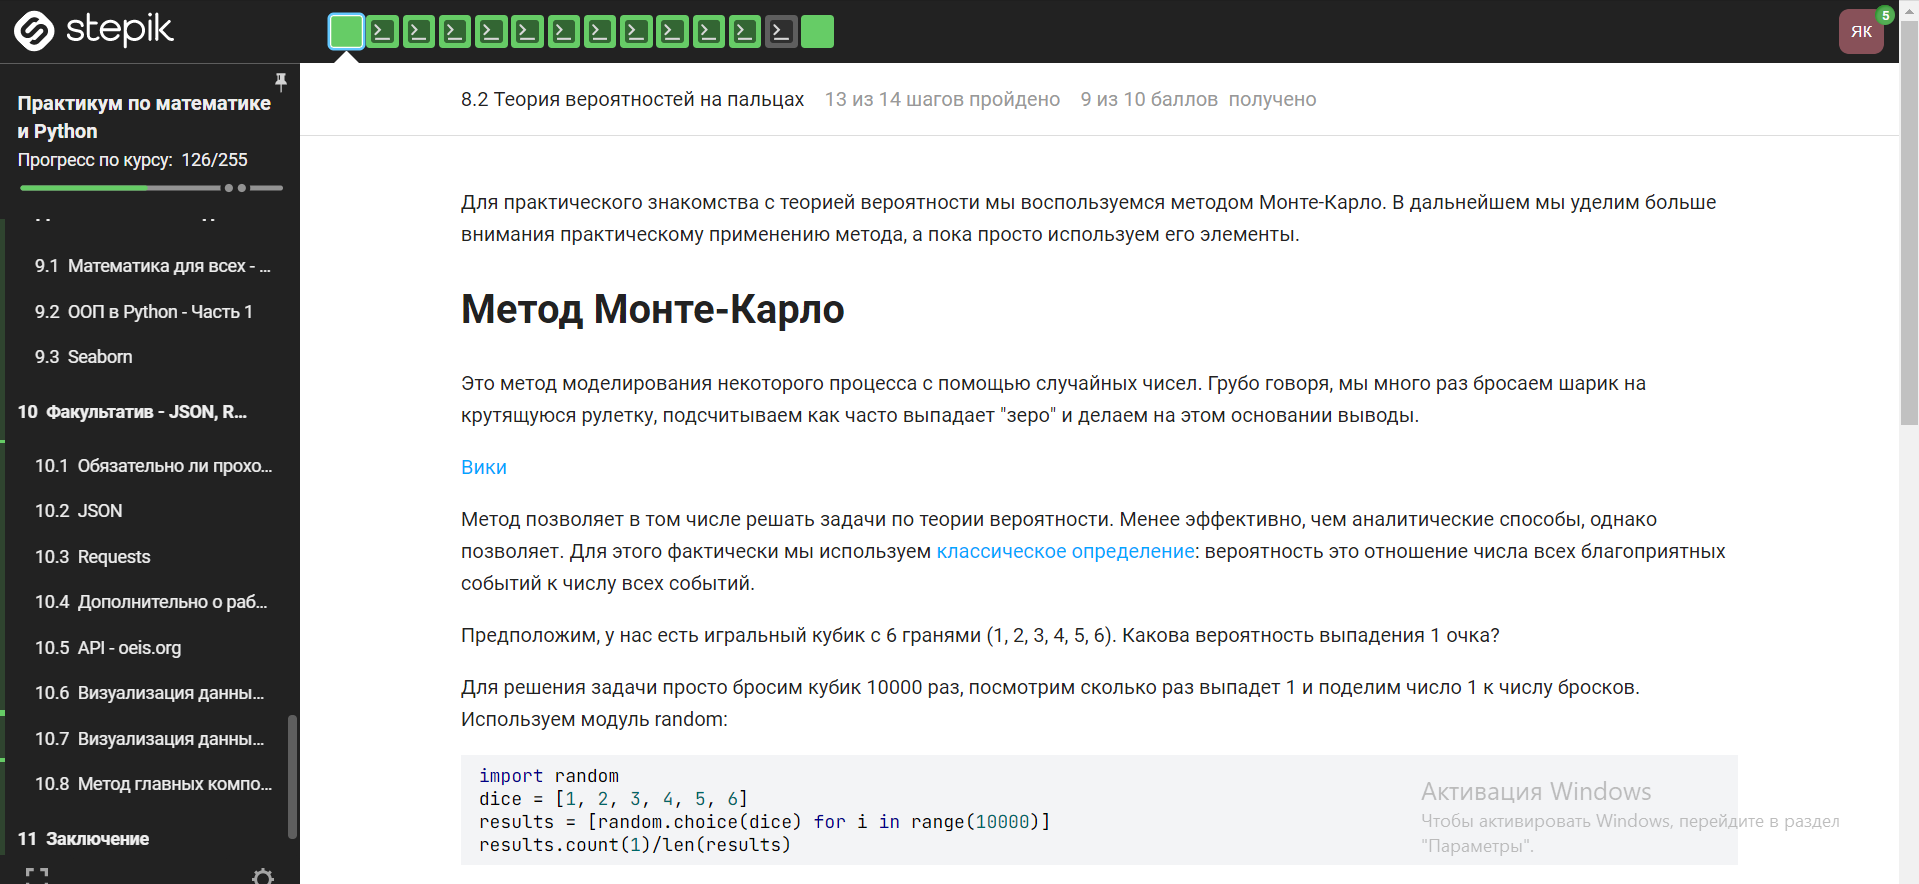 stepik
ЯК
5
Практикум по математике
и Python
Прогресс по курсу: 126/255
9.1 Математика для всех - ...
9.2 ООП в Python - Часть 1
9.3 Seaborn
10 Факультатив - JSON, R...
10.1 Обязательно ли прохо...
10.2 JSON
10.3 Requests
10.4 Дополнительно о раб...
10.5 API - oeis.org
10.6 Визуализация данны...
10.7 Визуализация данны...
10.8 Метод главных компо...
11 Заключение
8.2 Теория вероятностей на пальцах 13 из 14 шагов пройдено 9 из 10 баллов получено
Для практического знакомства с теорией вероятности мы воспользуемся методом Монте-Карло. В дальнейшем мы уделим больше
внимания практическому применению метода, а пока просто используем его элементы.
Метод Монте-Карло
Это метод моделирования некоторого процесса с помощью случайных чисел. Грубо говоря, мы много раз бросаем шарик на
крутящуюся рулетку, подсчитываем как часто выпадает "зеро" и делаем на этом основании выводы.
Вики
Метод позволяет в том числе решать задачи по теории вероятности. Менее эффективно, чем аналитические способы, однако
позволяет. Для этого фактически мы используем классическое определение: вероятность это отношение числа всех благоприятных
событий к числу всех событий.
Предположим, у нас есть игральный кубик с 6 гранями (1, 2, 3, 4, 5, 6). Какова вероятность выпадения 1 очка?
Для решения задачи просто бросим кубик 10000 раз, посмотрим сколько раз выпадет 1 и поделим число 1 к числу бросков.
Используем модуль random:
import random
dice = [1, 2, 3, 4, 5, 6]
results = [random.choice(dice) for i in range(10000)]
results.count(1)/len(results)
Активация Windows
Чтобы активировать Windows, перейдите в раздел
"Параметры".